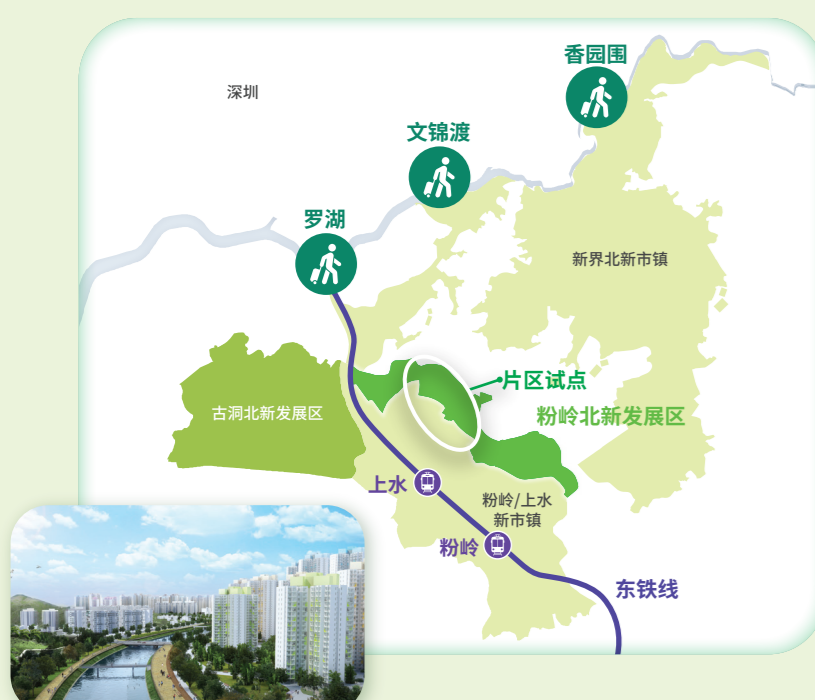 香园围
深圳
文锦渡
罗湖
新界北新市镇
片区试点
古洞北新发展区
粉岭北新发展区
上水
粉岭/上水
新市镇
粉岭
东铁线